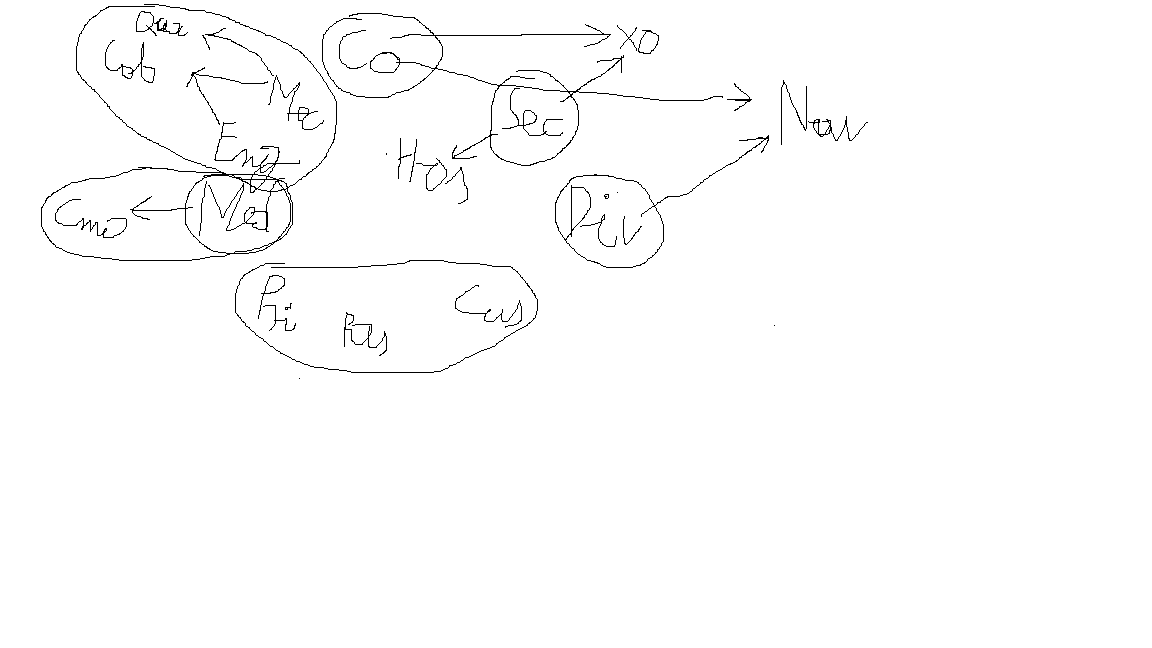 Qua
Co
XO
Cob
Mec
Sec
Nav
Eng
Hos
Cmo
Med
Div
Pri
Res
Cus